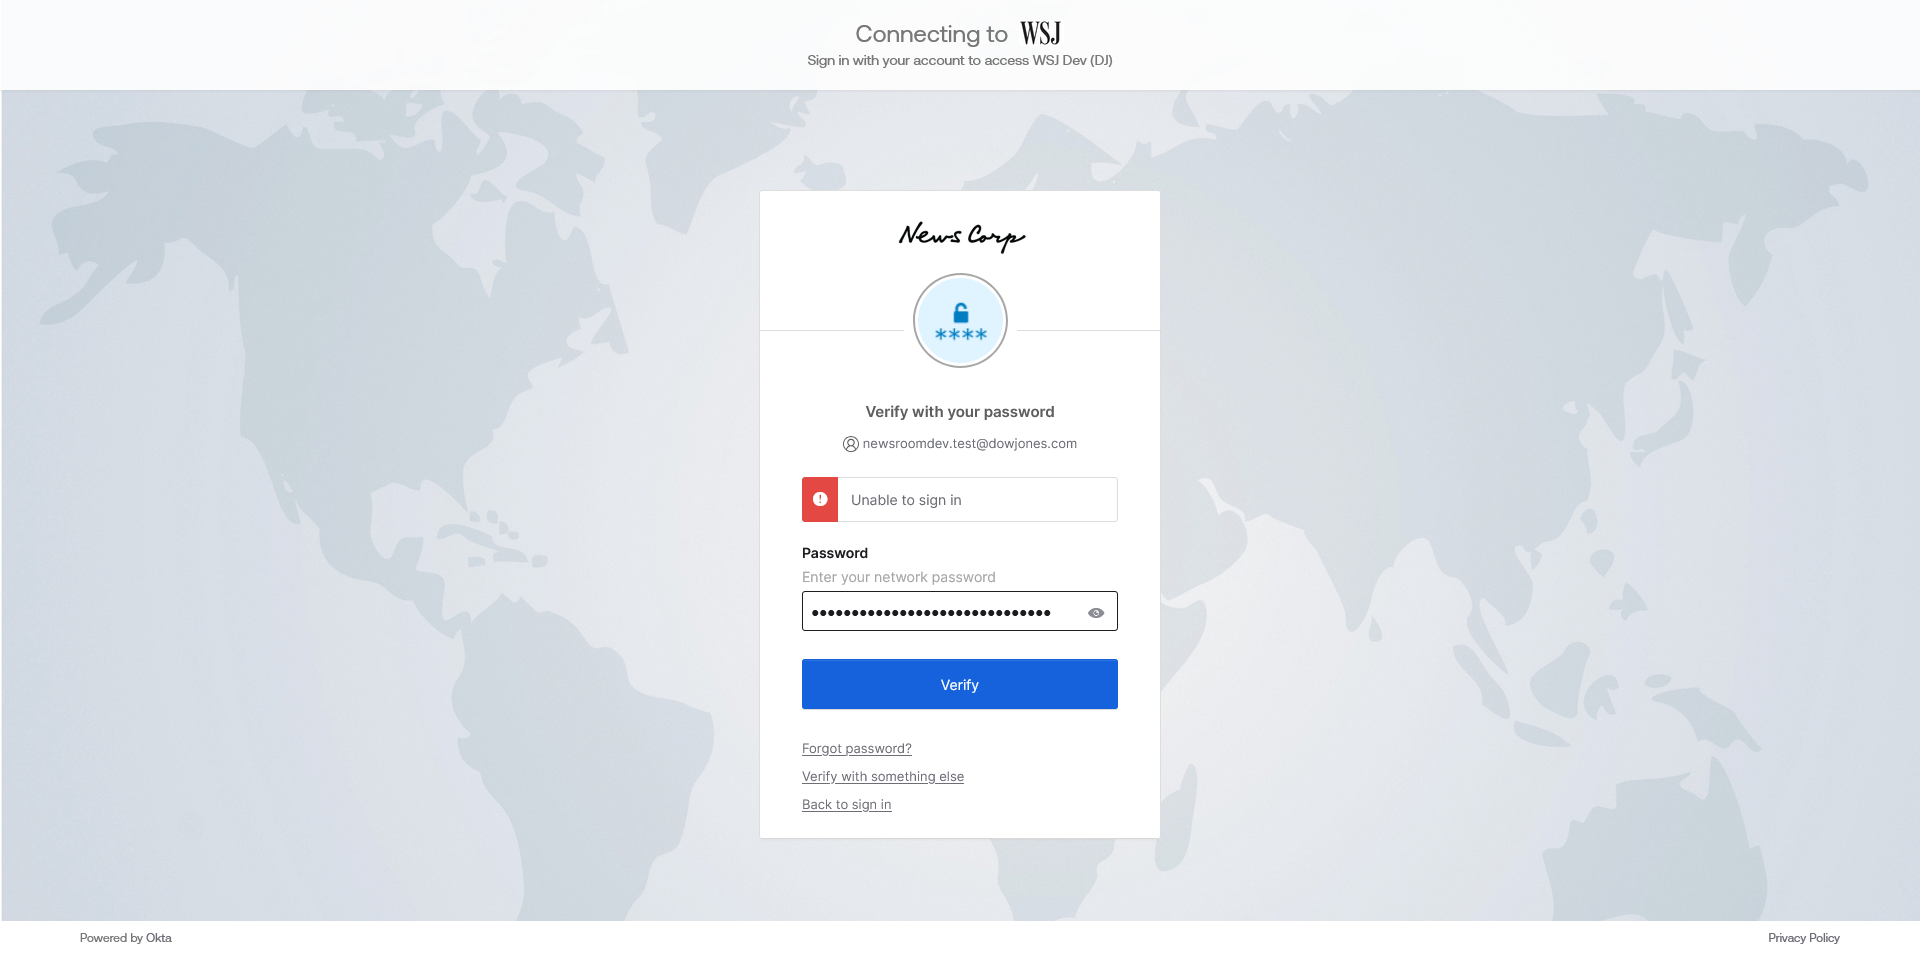 Connecting to WSJ
Sign in with your account to access WSJ Dev (DJ)
News Corp
****
Verify with your password
newsroomdev.test@dowjones.com
Unable to sign in
Password
Enter your network password
••••••••••••••••••••••••••••••
Verify
Forgot password?
Verify with something else
Back to sign in
Powered by Okta
Privacy Policy